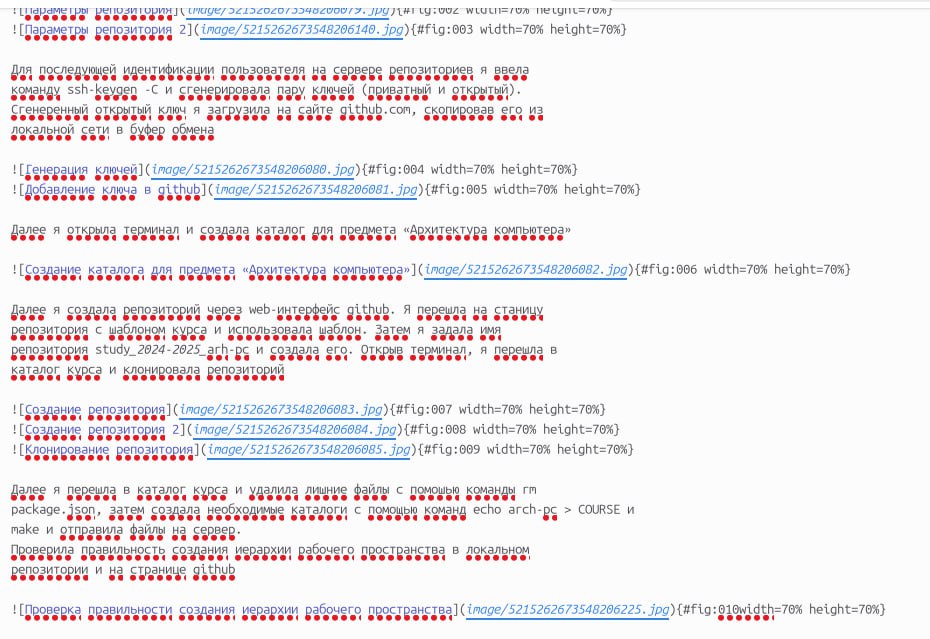 ![Параметры репозитория](image/5215262673548206079.jpg){#fig:002 width=70% height=70%}
![Параметры репозитория 2](image/5215262673548206140.jpg){#fig:003 width=70% height=70%}
Для последующей идентификации пользователя на сервере репозиториев я ввела
команду ssh-keygen -C и сгенерировала пару ключей (приватный и открытый).
Сгенеренный открытый ключ я загрузила на сайте github.com, скопировав его из
локальной сети в буфер обмена
![Генерация ключей](image/5215262673548206080.jpg){#fig:004 width=70% height=70%}
![Добавление ключа в github](image/5215262673548206081.jpg){#fig:005 width=70% height=70%}
Далее я открыла терминал и создала каталог для предмета «Архитектура компьютера»
![Создание каталога для предмета «Архитектура компьютера»](image/5215262673548206082.jpg){#fig:006 width=70% height=70%}
Далее я создала репозиторий через web-интерфейс github. Я перешла на станицу
репозитория с шаблоном курса и использовала шаблон. Затем я задала имя
репозитория study_2024-2025_arh-pc и создала его. Открыв терминал, я перешла в
каталог курса и клонировала репозиторий
![Создание репозитория](image/5215262673548206083.jpg){#fig:007 width=70% height=70%}
![Создание репозитория 2](image/5215262673548206084.jpg){#fig:008 width=70% height=70%}
![Клонирование репозитория](image/5215262673548206085.jpg){#fig:009 width=70% height=70%}
Далее я перешла в каталог курса и удалила лишние файлы с помошью команды rm
package.json, затем создала необходимые каталоги с помощью команд echo arch-pc > COURSE и
make и отправила файлы на сервер.
Проверила правильность создания иерархии рабочего пространства в локальном
репозитории и на странице github
![Проверка правильности создания иерархии рабочего пространства](image/5215262673548206225.jpg){#fig:010width=70% height=70%}